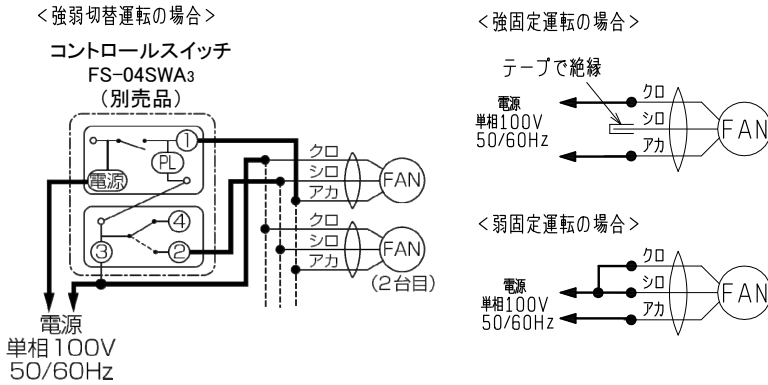 ＜強弱切替運転の場合＞
コントロールスイッチ
FS-04SWA3
(別売品)
①
PL
電源
④
③
②
クロ
シロ
アカ
FAN
クロ
シロ
アカ
FAN
(2台目)
電源
単相100V
50/60Hz
＜強固定運転の場合＞
テープで絶縁
電源
単相100V
50/60Hz
クロ
シロ
アカ
FAN
＜弱固定運転の場合＞
電源
単相100V
50/60Hz
クロ
シロ
アカ
FAN